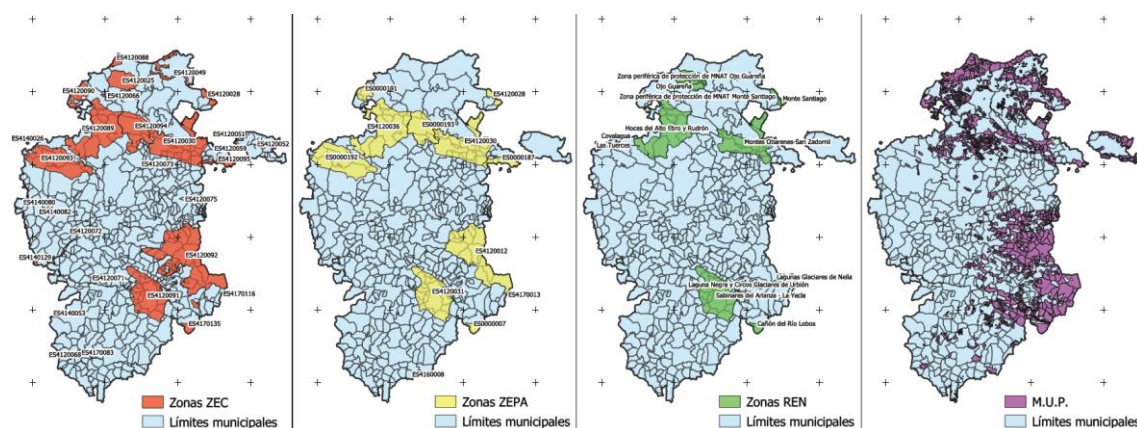 ES4120088
ES4120049
ES4120025
ES4120090
ES4120066
ES4120028
ES4120094
ES4120089
ES4140026
ES4120030
ES4120051
ES4120059
ES4120052
ES4120093
ES4120095
ES4120073
ES4140080
ES4120075
ES4140082
ES4120072
ES4120092
ES4140129
ES4120071
ES4120091
ES4170116
ES4140053
ES4170135
ES4120068
ES4170083
Zonas ZEC
Límites municipales
ES0000181
ES4120028
ES4120036
ES0000193
ES4120030
ES0000192
ES0000187
ES4120012
ES4120031
ES4170013
ES0000007
ES4160008
Zonas ZEPA
Límites municipales
Zona periférica de protección de MNAT Ojo Guareña
Ojo Guareña
Zona periférica de protección de MNAT Monte Santiago
Monte Santiago
Hoces del Alto Ebro y Rudrón
Covalagua
Las Tuerces
Montes Obarenes-San Zadornil
Lagunas Glaciares de Neila
Laguna Negra y Circos Glaciares de Urbión
Sabinares del Arlanza - La Yecla
Cañón del Río Lobos
Zonas REN
Límites municipales
M.U.P.
Límites municipales